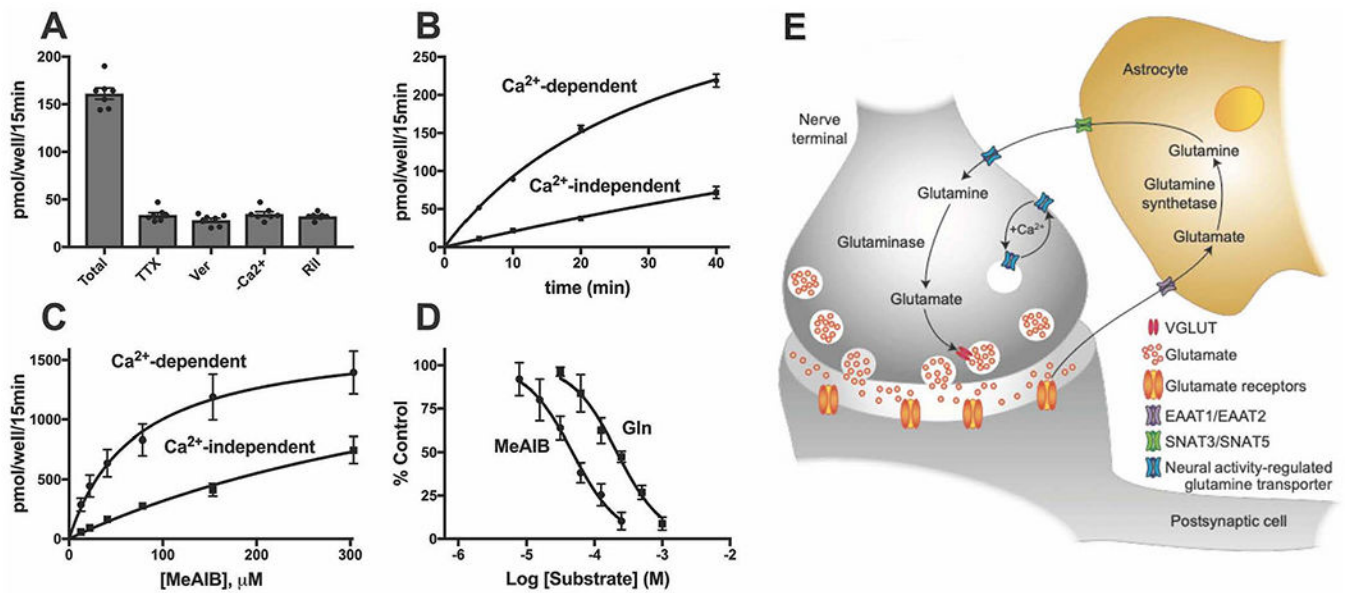 A
pmol/well/15min
200
150
100
50
0
Total
TTX
Ver
-Ca2+
Ril
B
pmol/well/15min
250
200
150
100
50
0
Ca²⁺-dependent
Ca²⁺-independent
0 10 20 30 40
time (min)
C
pmol/well/15min
1500
1000
500
0
Ca²⁺-dependent
Ca²⁺-independent
0 100 200 300
[MeAIB], μM
D
% Control
100
75
50
25
0
MeAIB
Gln
-6 -5 -4 -3 -2
Log [Substrate] (M)
E
Nerve
terminal
Astrocyte
Glutamine
Glutamine
synthetase
Glutamate
Glutamine
+Ca²⁺
Glutaminase
Glutamate
VGLUT
Glutamate
Glutamate receptors
EAAT1/EAAT2
SNAT3/SNAT5
Neural activity-regulated
glutamine transporter
Postsynaptic cell